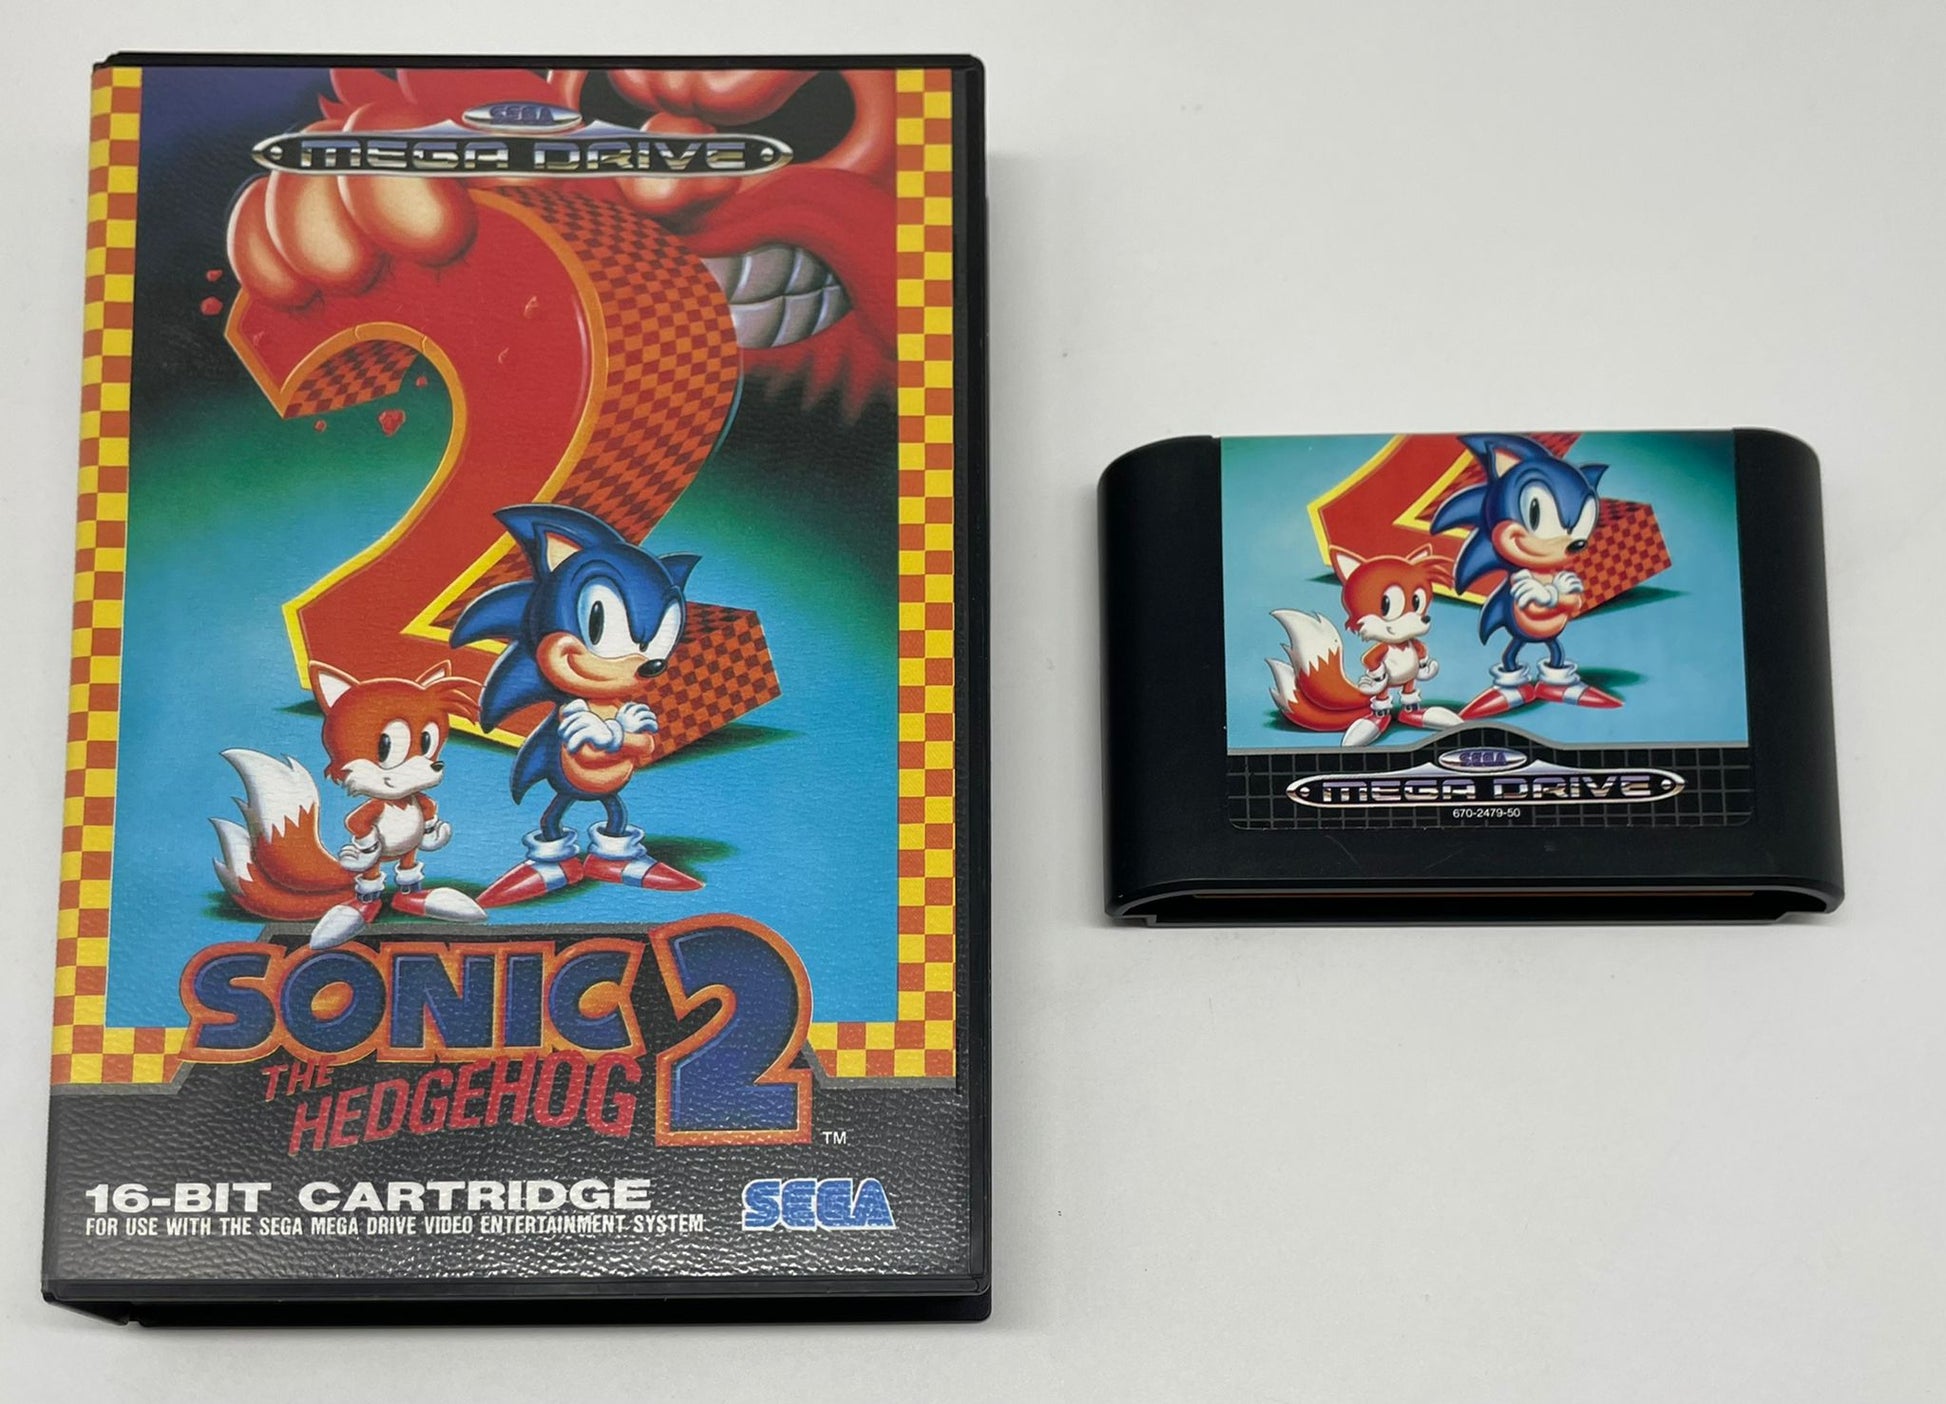 SEGA
MEGA DRIVE
SONIC 2
THE
HEDGEHOG
TM
16-BIT CARTRIDGE
FOR USE WITH THE SEGA MEGA DRIVE VIDEO ENTERTAINMENT SYSTEM
SEGA
SEGA
MEGA DRIVE
670-2479-50